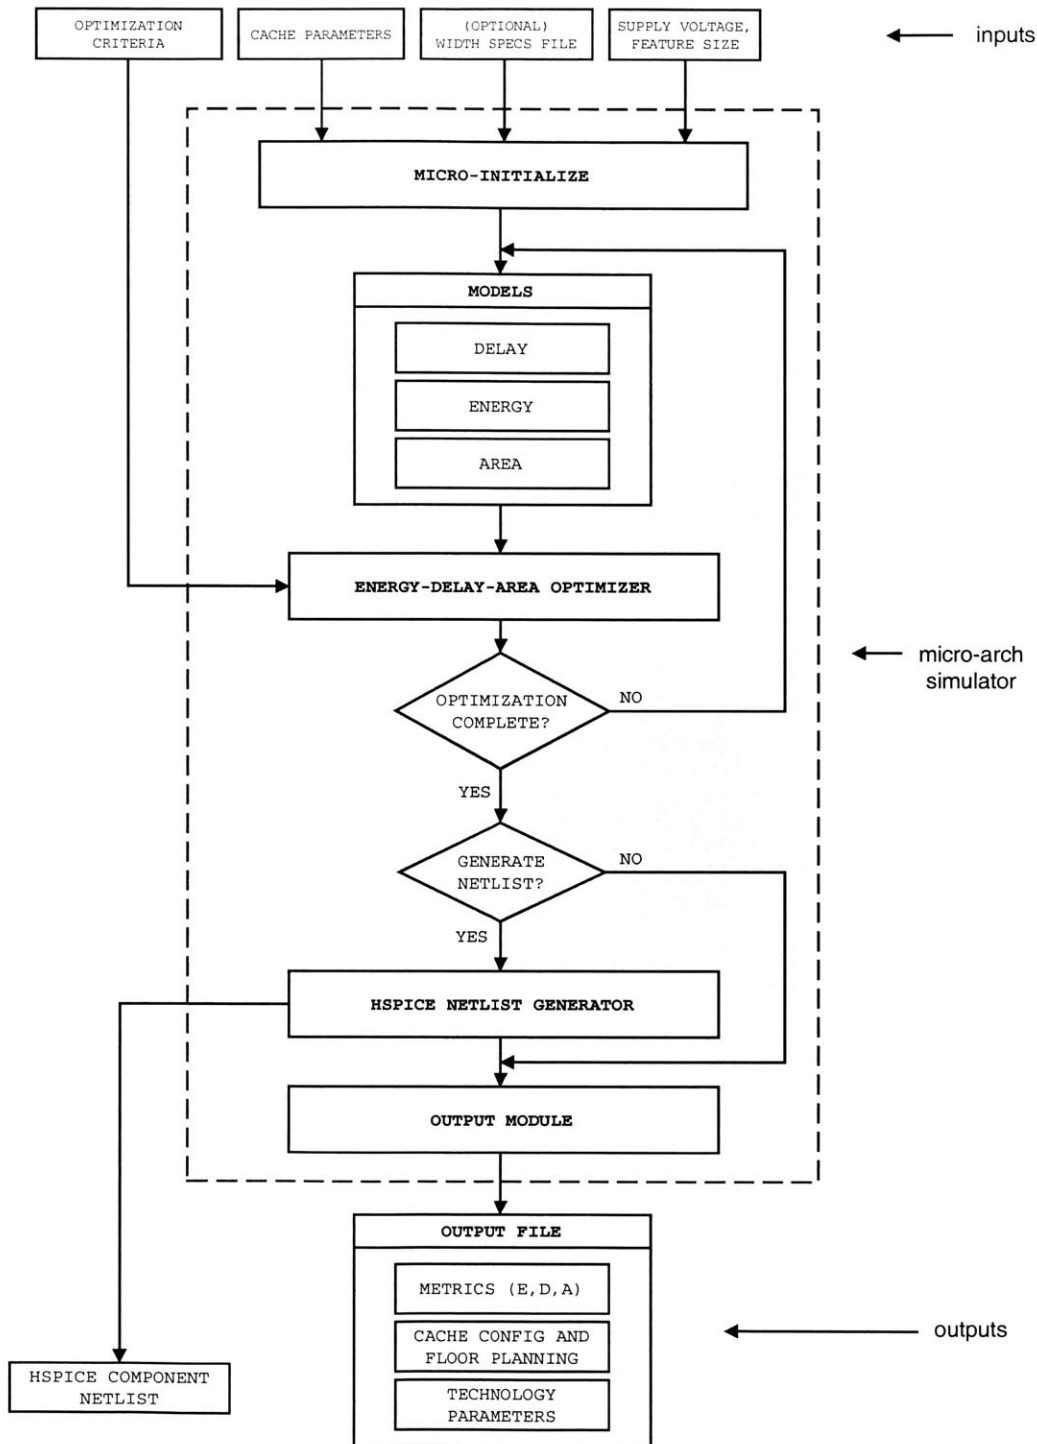 OPTIMIZATION
CRITERIA
CACHE PARAMETERS
(OPTIONAL)
WIDTH SPECS FILE
SUPPLY VOLTAGE,
FEATURE SIZE
inputs
MICRO-INITIALIZE
MODELS
DELAY
ENERGY
AREA
ENERGY-DELAY-AREA OPTIMIZER
micro-arch
simulator
OPTIMIZATION
COMPLETE?
NO
YES
GENERATE
NETLIST?
NO
YES
HSPICE NETLIST GENERATOR
OUTPUT MODULE
OUTPUT FILE
METRICS (E,D,A)
CACHE CONFIG AND
FLOOR PLANNING
outputs
TECHNOLOGY
PARAMETERS
HSPICE COMPONENT
NETLIST